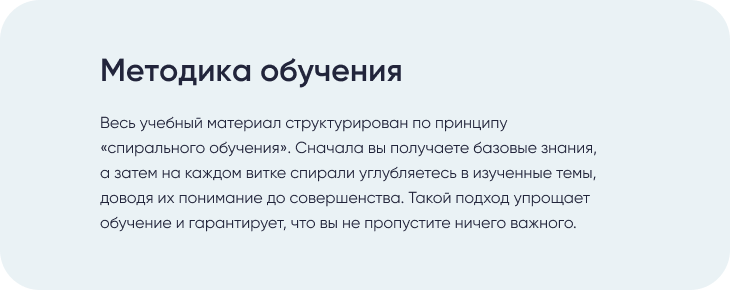 Методика обучения
Весь учебный материал структурирован по принципу
«спирального обучения». Сначала вы получаете базовые знания,
а затем на каждом витке спирали углубляетесь в изученные темы,
доводя их понимание до совершенства. Такой подход упрощает
обучение и гарантирует, что вы не пропустите ничего важного.